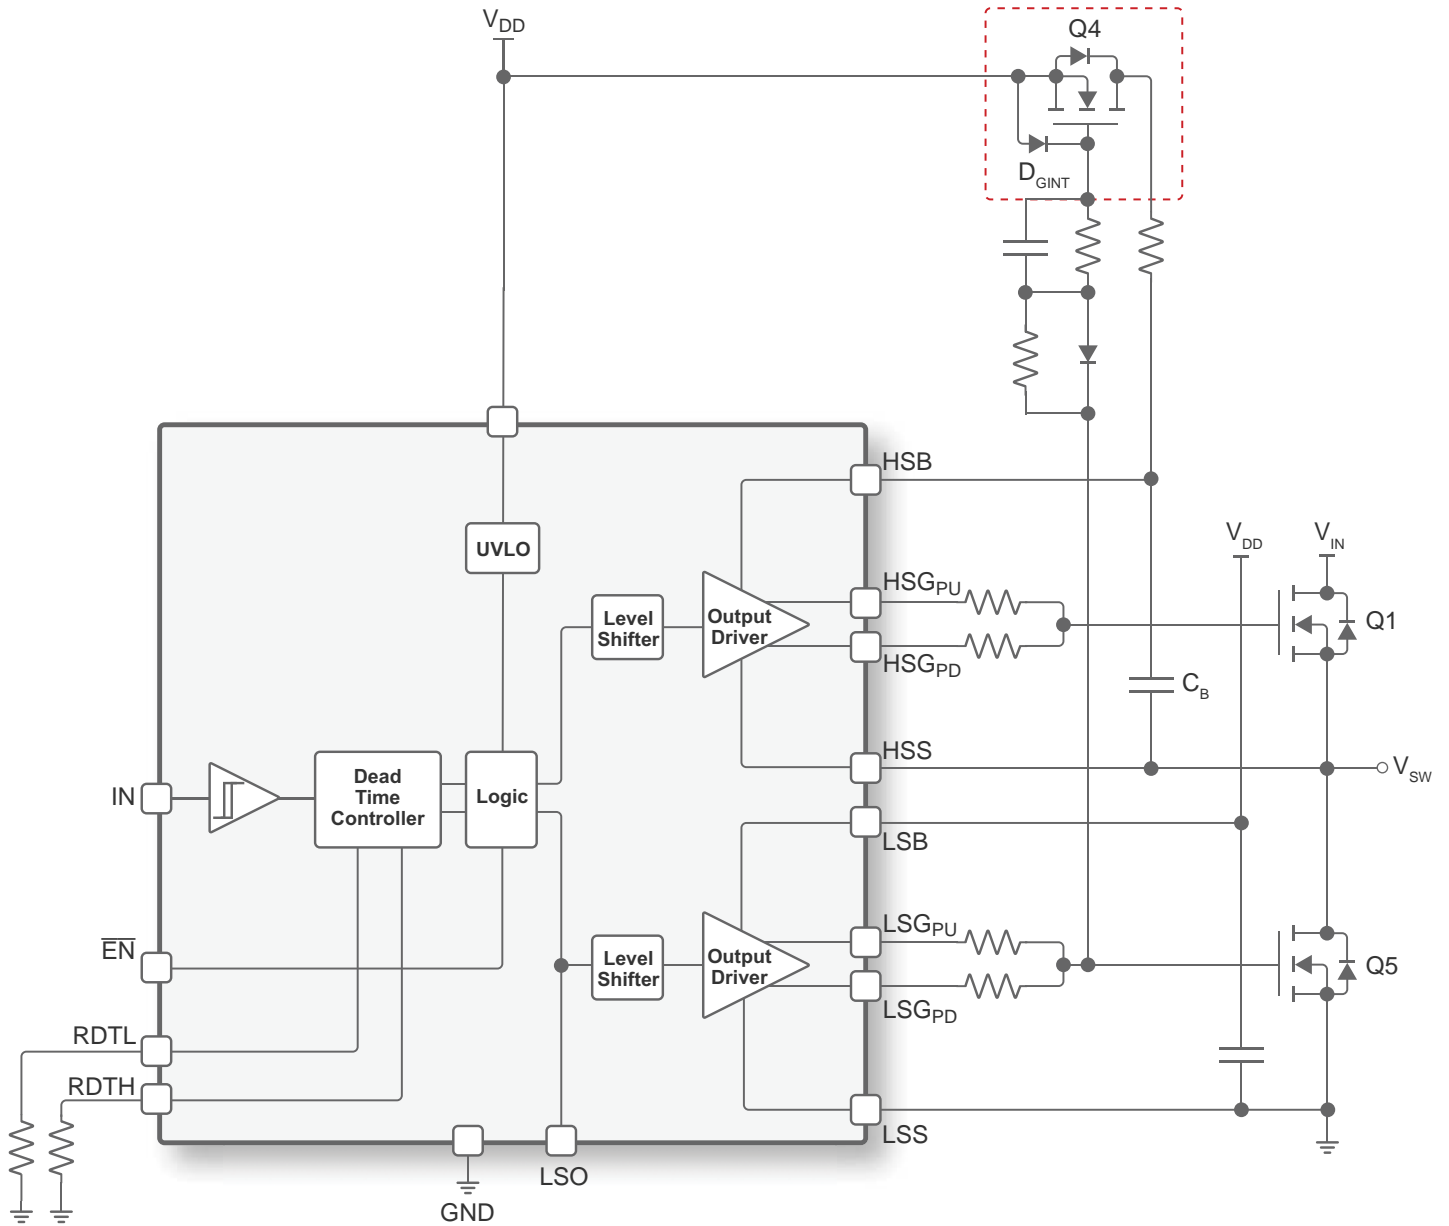 VDD
Q4
DGINT
HSB
UVLO
VDD
VIN
HSGPU
Level
Shifter
Output
Driver
Q1
HSGPD
CB
HSS
VSW
IN
Dead
Time
Controller
Logic
LSB
LSGPU
EN
Level
Shifter
Output
Driver
Q5
LSGPD
RDTL
RDTH
LSS
LSO
GND